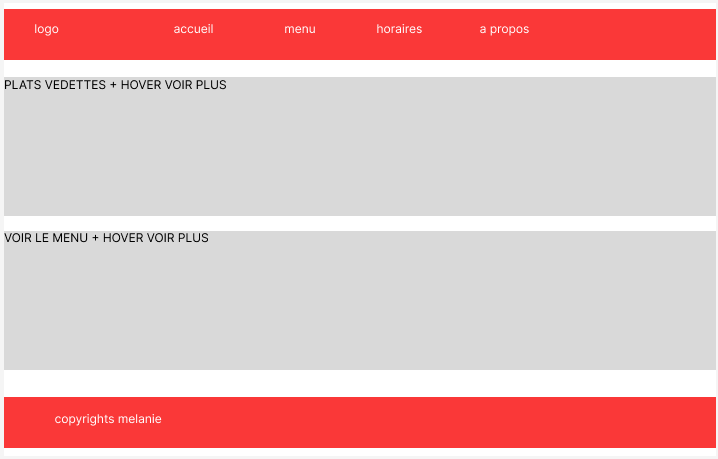 logo accueil menu horaires a propos
PLATS VEDETTES + HOVER VOIR PLUS
VOIR LE MENU + HOVER VOIR PLUS
copyrights melanie